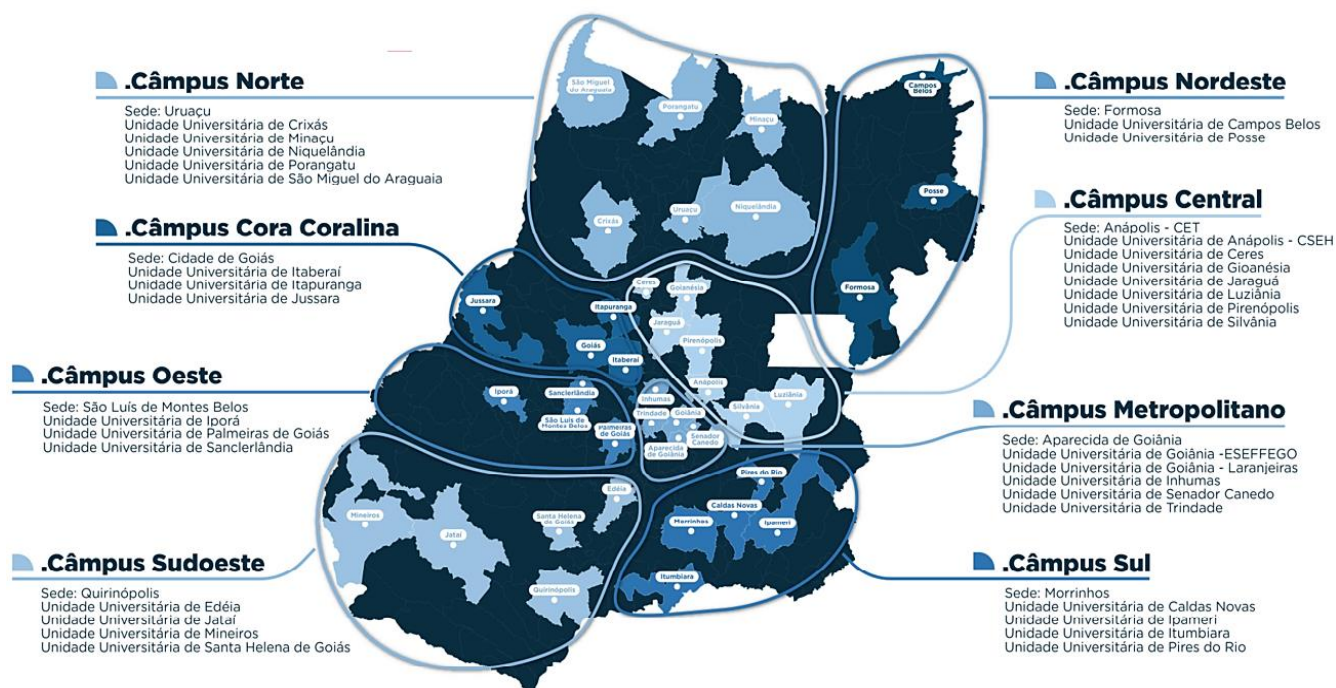 .Câmpus Norte
Sede: Uruaçu
Unidade Universitária de Crixás
Unidade Universitária de Minaçu
Unidade Universitária de Niquelândia
Unidade Universitária de Porangatu
Unidade Universitária de São Miguel do Araguaia
.Câmpus Cora Coralina
Sede: Cidade de Goiás
Unidade Universitária de Itaberaí
Unidade Universitária de Itapuranga
Unidade Universitária de Jussara
.Câmpus Oeste
Sede: São Luís de Montes Belos
Unidade Universitária de Iporá
Unidade Universitária de Palmeiras de Goiás
Unidade Universitária de Sanclerlândia
.Câmpus Sudoeste
Sede: Quirinópolis
Unidade Universitária de Edéia
Unidade Universitária de Jataí
Unidade Universitária de Mineiros
Unidade Universitária de Santa Helena de Goiás
São Miguel
do Araguaia
Porangatu
Minaçu
Crixás
Uruaçu
Niquelândia
Campos
Belos
Posse
Formosa
Jussara
Itapuranga
Goiás
Itaberaí
Ceres
Goianésia
Jaraguá
Pirenópolis
Anápolis
Silvânia
Luziânia
Iporá
Sanclerlândia
São Luís de
Montes Belos
Palmeiras
de Goiás
Inhumas
Trindade
Goiânia
Senador
Canedo
Aparecida
de Goiânia
Mineiros
Jataí
Edéia
Santa Helena
de Goiás
Quirinópolis
Pires do Rio
Caldas Novas
Morrinhos
Ipameri
Itumbiara
.Câmpus Nordeste
Sede: Formosa
Unidade Universitária de Campos Belos
Unidade Universitária de Posse
.Câmpus Central
Sede: Anápolis - CET
Unidade Universitária de Anápolis - CSEH
Unidade Universitária de Ceres
Unidade Universitária de Gioanésia
Unidade Universitária de Jaraguá
Unidade Universitária de Luziânia
Unidade Universitária de Pirenópolis
Unidade Universitária de Silvânia
.Câmpus Metropolitano
Sede: Aparecida de Goiânia
Unidade Universitária de Goiânia -ESEFFEGO
Unidade Universitária de Goiânia - Laranjeiras
Unidade Universitária de Inhumas
Unidade Universitária de Senador Canedo
Unidade Universitária de Trindade
.Câmpus Sul
Sede: Morrinhos
Unidade Universitária de Caldas Novas
Unidade Universitária de Ipameri
Unidade Universitária de Itumbiara
Unidade Universitária de Pires do Rio